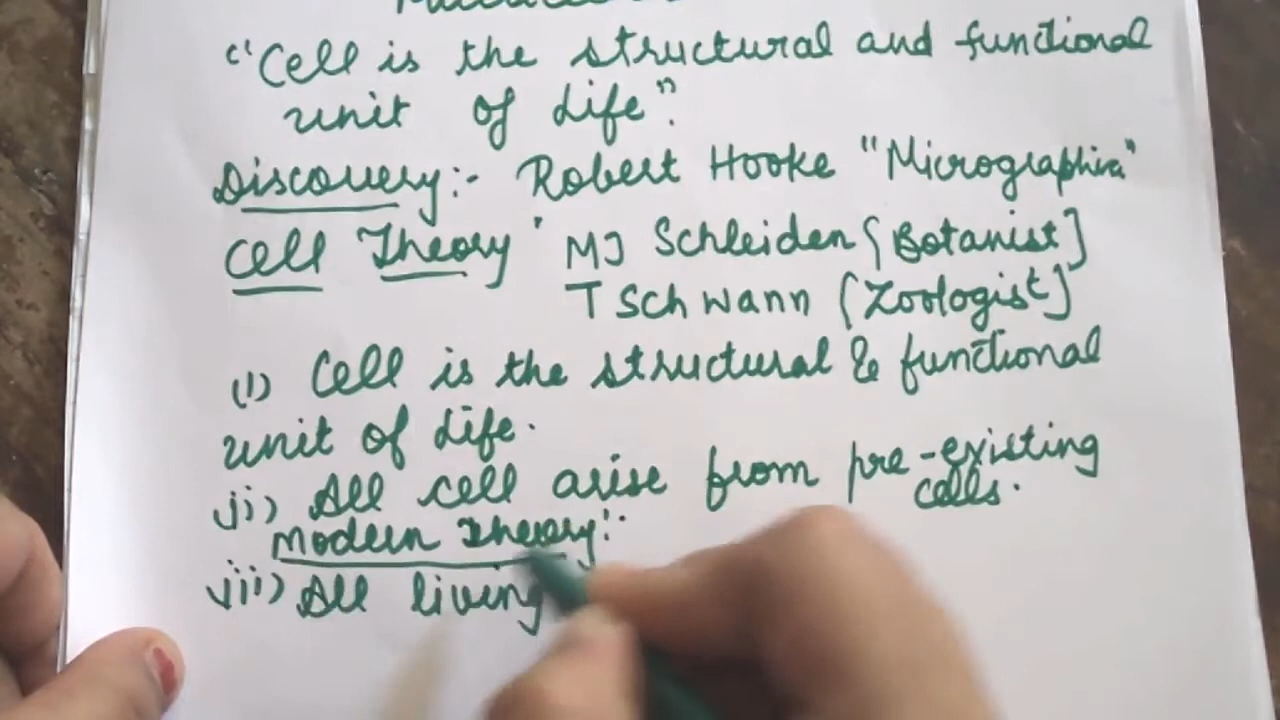 "Cell is the structural and functional
unit of Life".
Discovery:- Robert Hooke "Micrographia"
Cell Theory MJ Schleiden [Botanist]
T Schwann [Zoologist]
(i) Cell is the structural & functional
unit of Life.
ii) All cell arise from pre-existing
cells.
Modern Theory:
iii) All living